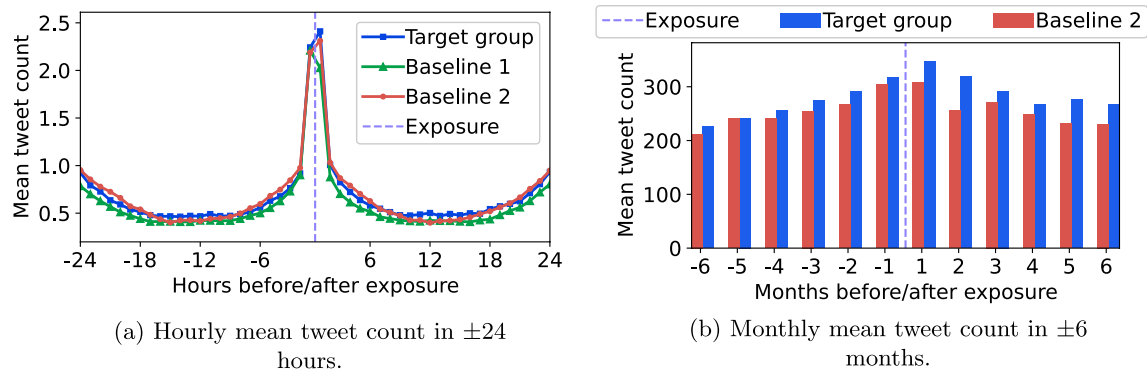 Mean tweet count
2.5
2.0
1.5
1.0
0.5
Target group
Baseline 1
Baseline 2
Exposure
-24 -18 -12 -6 6 12 18 24
Hours before/after exposure
(a) Hourly mean tweet count in ±24
hours.
Exposure Target group Baseline 2
Mean tweet count
300
200
100
0
-6 -5 -4 -3 -2 -1 1 2 3 4 5 6
Months before/after exposure
(b) Monthly mean tweet count in ±6
months.